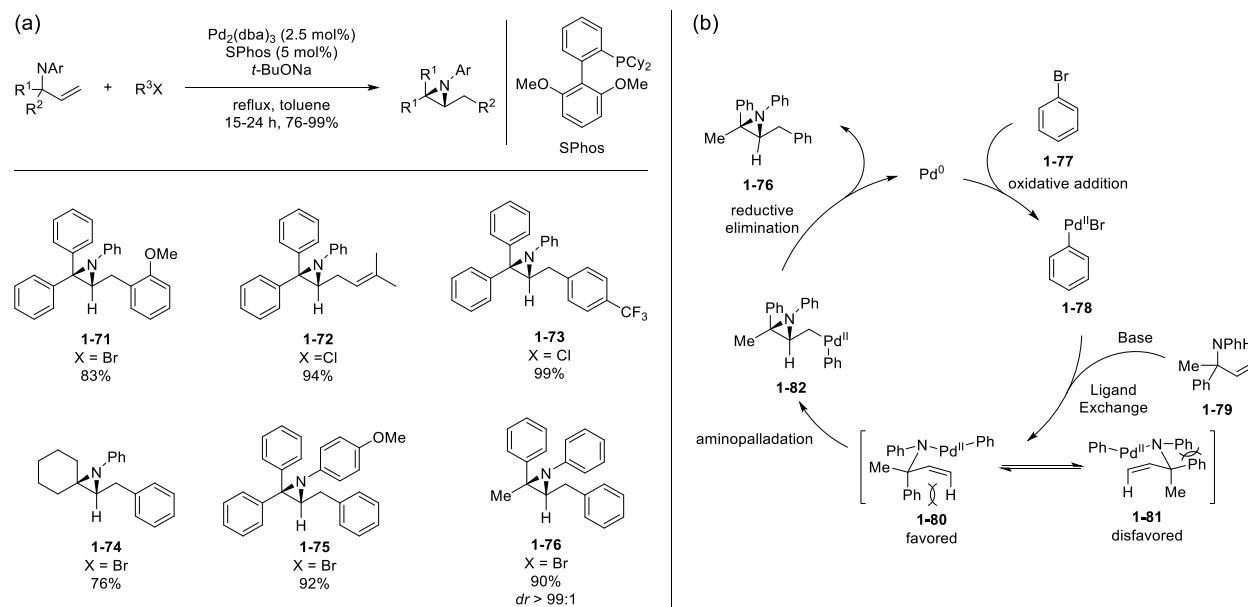 (a)
Pd2(dba)3 (2.5 mol%)
SPhos (5 mol%)
t-BuONa
NAr
R1
R2
+
R3X
reflux, toluene
15-24 h, 76-99%
R1
N
Ar
R1
R2
PCy2
MeO
OMe
SPhos
N
Ph
OMe
H
1-71
X = Br
83%
N
Ph
H
1-72
X =Cl
94%
N
Ph
H
CF3
1-73
X = Cl
99%
N
Ph
H
1-74
X = Br
76%
N
OMe
H
1-75
X = Br
92%
N
Me
H
1-76
X = Br
90%
dr > 99:1
(b)
Ph
N
Ph
Me
Ph
H
1-76
reductive
elimination
Pd0
Br
1-77
oxidative addition
PdIIBr
1-78
Base
NPhH
Me
Ph
1-79
Ligand
Exchange
Ph
N
Ph
Me
PdII
H
Ph
1-82
aminopalladation
Ph
N
PdII
Ph
Me
Ph
H
1-80
favored
Ph
PdII
N
Ph
Ph
H
Me
1-81
disfavored